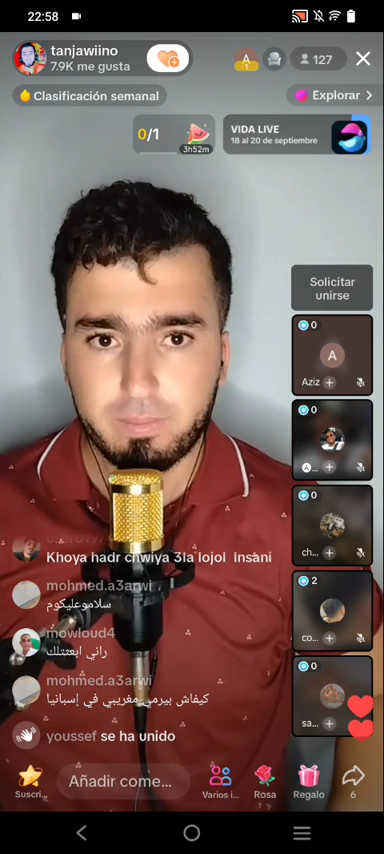 22:58
tanjawiino
7.9K me gusta
A
1
127
Clasificación semanal
Explorar
0/1
3h52m
VIDA LIVE
18 al 20 de septiembre
Solicitar
unirse
0
A
Aziz
0
A...
0
ch...
2
co...
0
sa...
Khoya hadr chwiya 3la lojol insani
mohmed.a3arwi
سلاموعليكوم
mowloud4
راني ابعثتلك
mohmed.a3arwi
كيفاش بيرمي مغريبي في إسبانيا
youssef se ha unido
Suscri...
Añadir come...
Varios i...
Rosa
Regalo
6